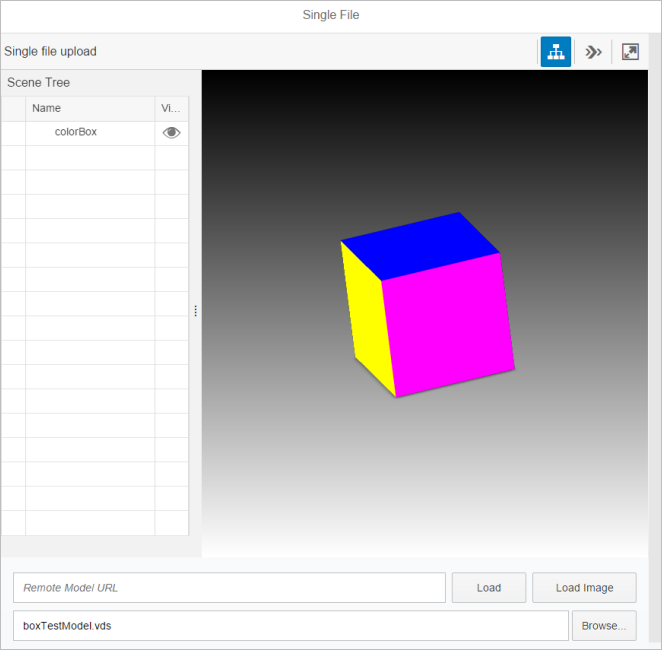 Single File
Single file upload
Scene Tree
Name Vi...
colorBox
Remote Model URL Load Load Image
boxTestModel.vds Browse...